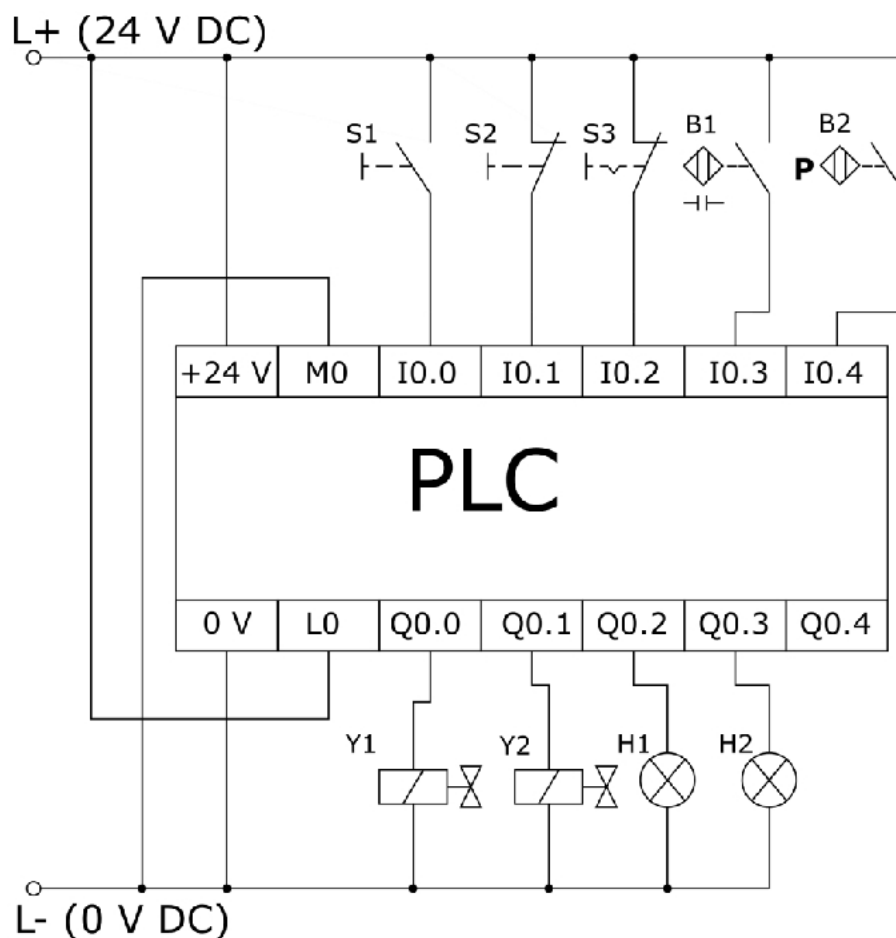 L+ (24 V DC)
S1 S2 S3 B1 B2
P
+24 V M0 I0.0 I0.1 I0.2 I0.3 I0.4
PLC
0 V L0 Q0.0 Q0.1 Q0.2 Q0.3 Q0.4
Y1 Y2 H1 H2
L- (0 V DC)